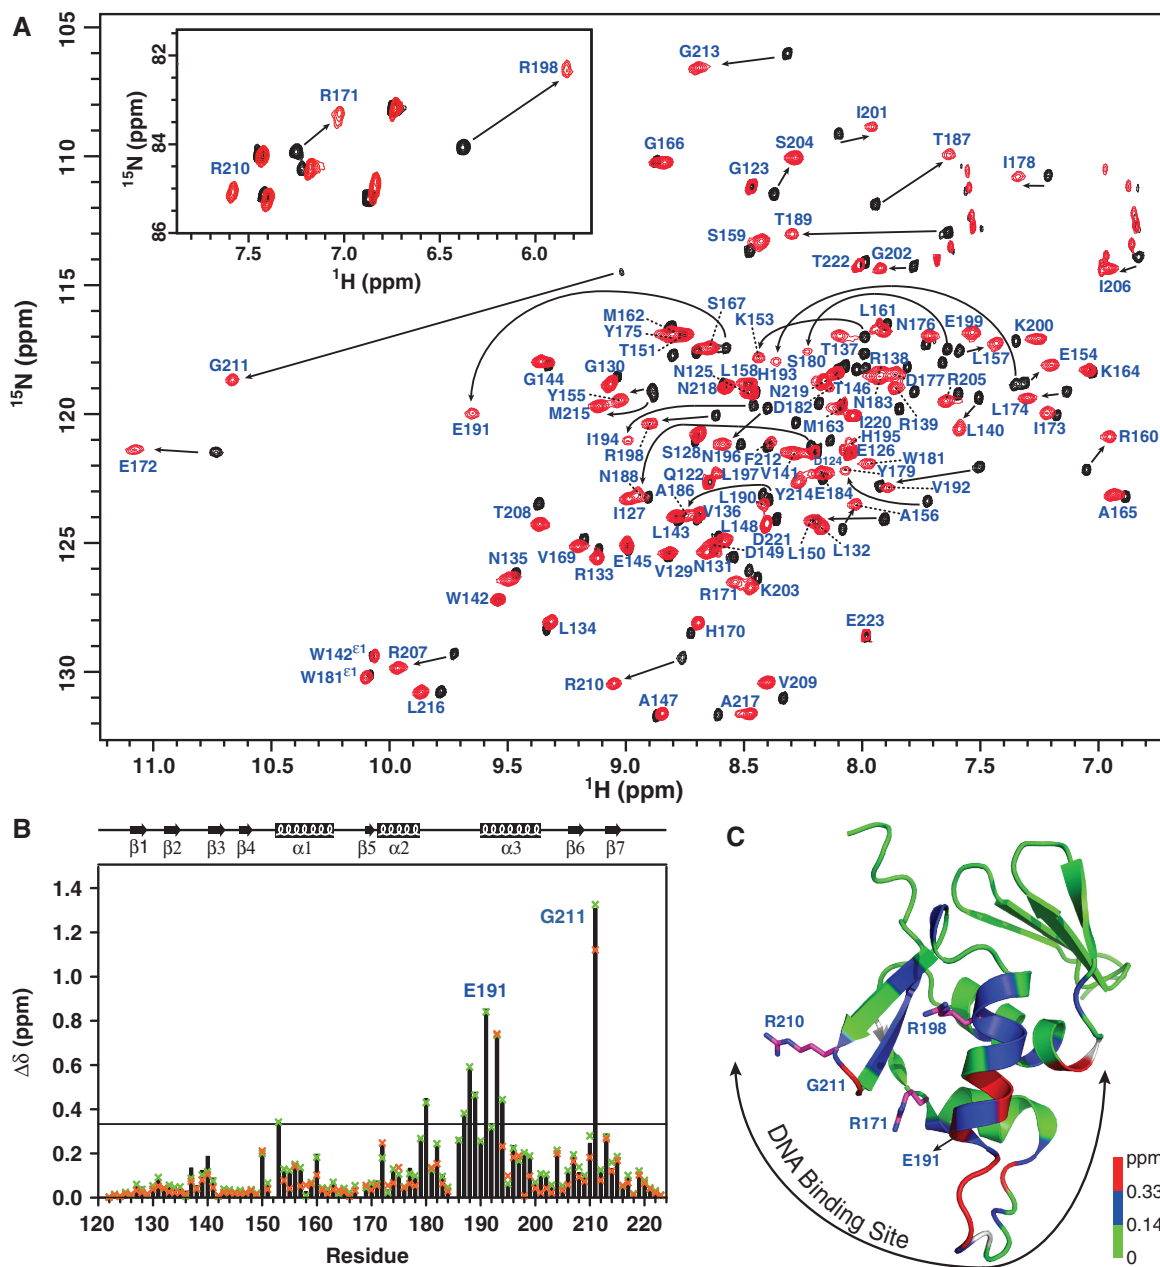 A
105
110
115
120
125
130
15N (ppm)
11.0 10.5 10.0 9.5 9.0 8.5 8.0 7.5 7.0
1H (ppm)
82
84
86
15N (ppm)
7.5 7.0 6.5 6.0
1H (ppm)
R198
R171
R210
G213
I201
T187
G166
S204
I178
G123
T189
S159
T222
G202
I206
S167
M162
Y175
K153
L161
N176
E199
K200
T151
S180
T137
L157
E154
G211
G144
G130
N125
L158
H193
R138
D177
R205
K164
Y155
N218
N219
T146
N183
L174
M215
D182
M163
R139
L140
I173
E191
I194
I220
R160
E172
R198
H195
S128
N196
F212
D124
E126
W181
Q122
L197
V141
Y179
N188
V192
I127
A186
L190
Y214
E184
A165
T208
V136
A156
L143
L148
D221
N135
V169
E145
D149
L150
L132
R133
V129
N131
W142
R171
K203
L134
H170
E223
W142ε1
R207
W181ε1
R210
V209
L216
A147
A217
B
β1 β2 β3 β4 α1 β5 α2 α3 β6 β7
1.4
1.2
1.0
0.8
0.6
0.4
0.2
0.0
Δδ (ppm)
G211
E191
120 130 140 150 160 170 180 190 200 210 220
Residue
C
R210
R198
G211
R171
E191
DNA Binding Site
ppm
0.33
0.14
0